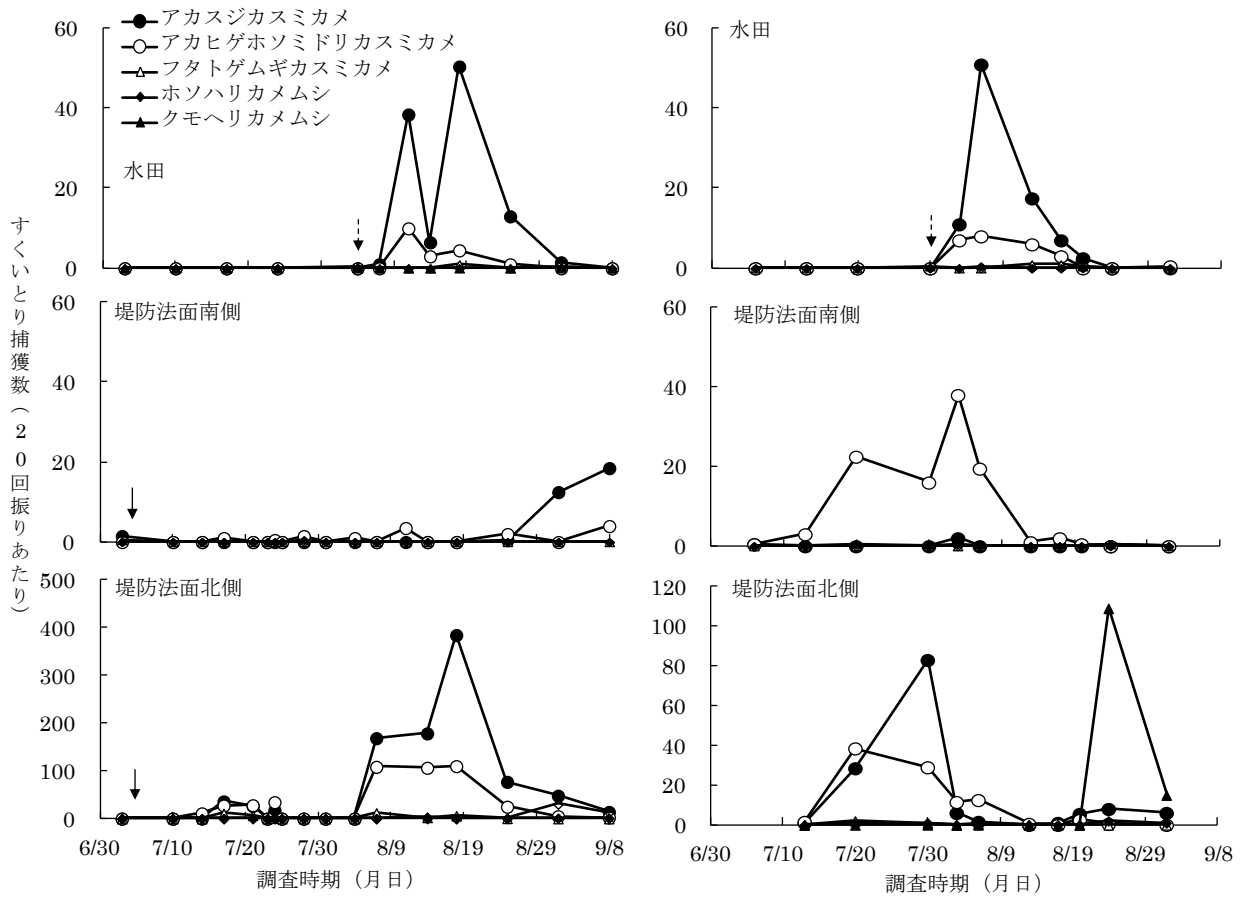 すくいとり捕獲数（20回振りあたり）
60
40
20
0
アカスジカスミカメ
アカヒゲホソミドリカスミカメ
フタトゲムギカスミカメ
ホソハリカメムシ
クモヘリカメムシ
水田
60
40
20
0
水田
60
40
20
0
堤防法面南側
60
40
20
0
堤防法面南側
500
400
300
200
100
0
堤防法面北側
6/30 7/10 7/20 7/30 8/9 8/19 8/29 9/8
調査時期（月日）
120
100
80
60
40
20
0
堤防法面北側
6/30 7/10 7/20 7/30 8/9 8/19 8/29 9/8
調査時期（月日）